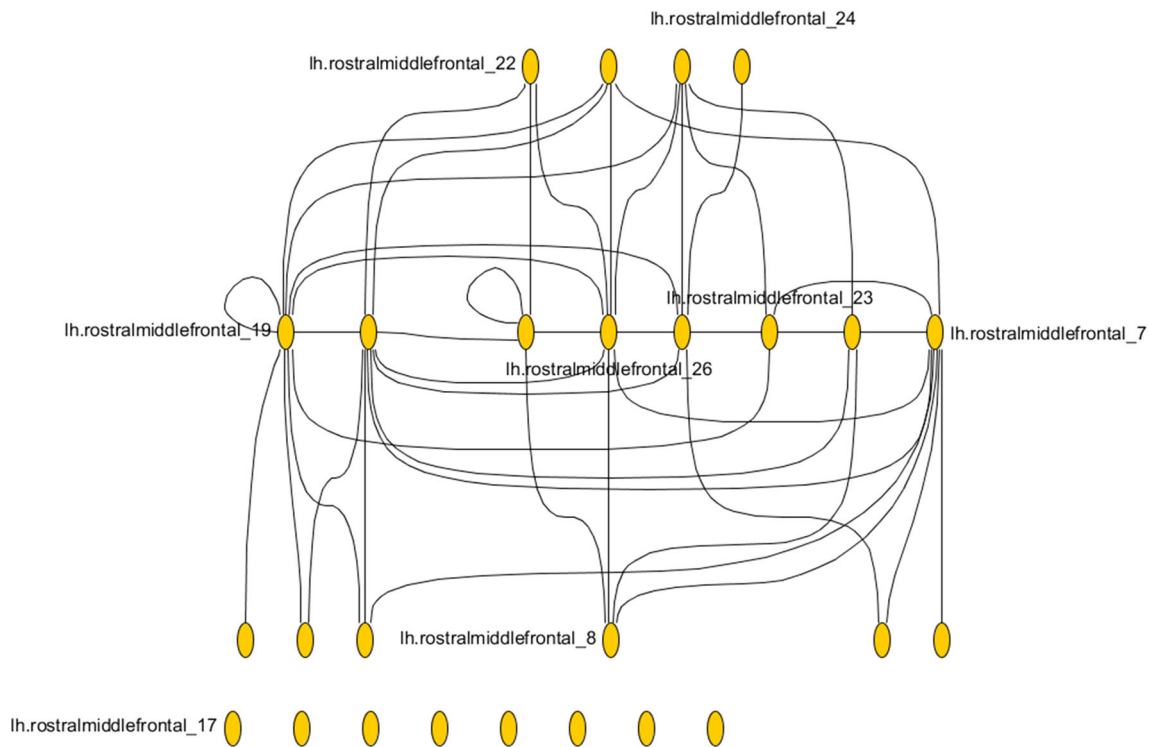 lh.rostralmiddlefrontal_24
lh.rostralmiddlefrontal_22
lh.rostralmiddlefrontal_23
lh.rostralmiddlefrontal_19
lh.rostralmiddlefrontal_7
lh.rostralmiddlefrontal_26
lh.rostralmiddlefrontal_8
lh.rostralmiddlefrontal_17